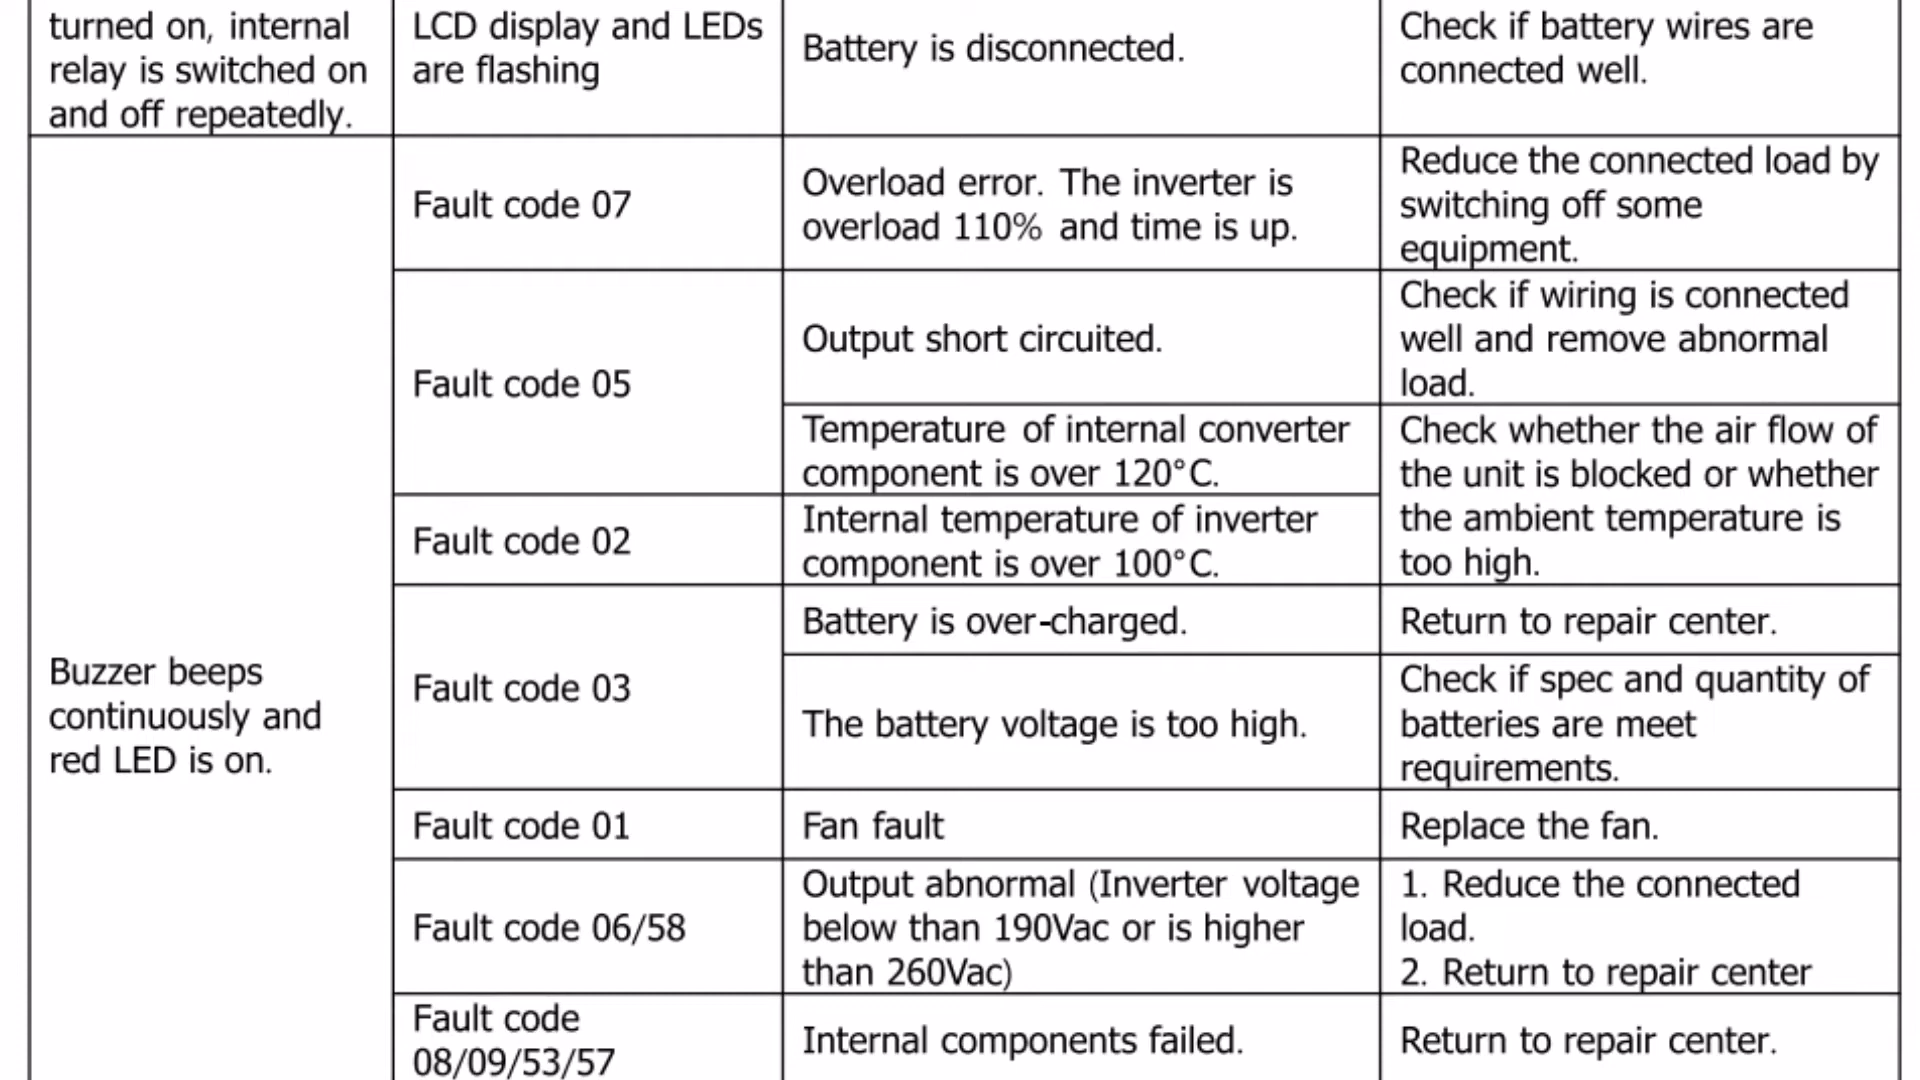 turned on, internal
relay is switched on
and off repeatedly.
LCD display and LEDs
are flashing
Battery is disconnected.
Check if battery wires are
connected well.
Buzzer beeps
continuously and
red LED is on.
Fault code 07
Overload error. The inverter is
overload 110% and time is up.
Reduce the connected load by
switching off some
equipment.
Fault code 05
Output short circuited.
Check if wiring is connected
well and remove abnormal
load.
Temperature of internal converter
component is over 120°C.
Check whether the air flow of
the unit is blocked or whether
the ambient temperature is
too high.
Fault code 02
Internal temperature of inverter
component is over 100°C.
Fault code 03
Battery is over-charged.
Return to repair center.
The battery voltage is too high.
Check if spec and quantity of
batteries are meet
requirements.
Fault code 01
Fan fault
Replace the fan.
Fault code 06/58
Output abnormal (Inverter voltage
below than 190Vac or is higher
than 260Vac)
1. Reduce the connected
load.
2. Return to repair center
Fault code
08/09/53/57
Internal components failed.
Return to repair center.